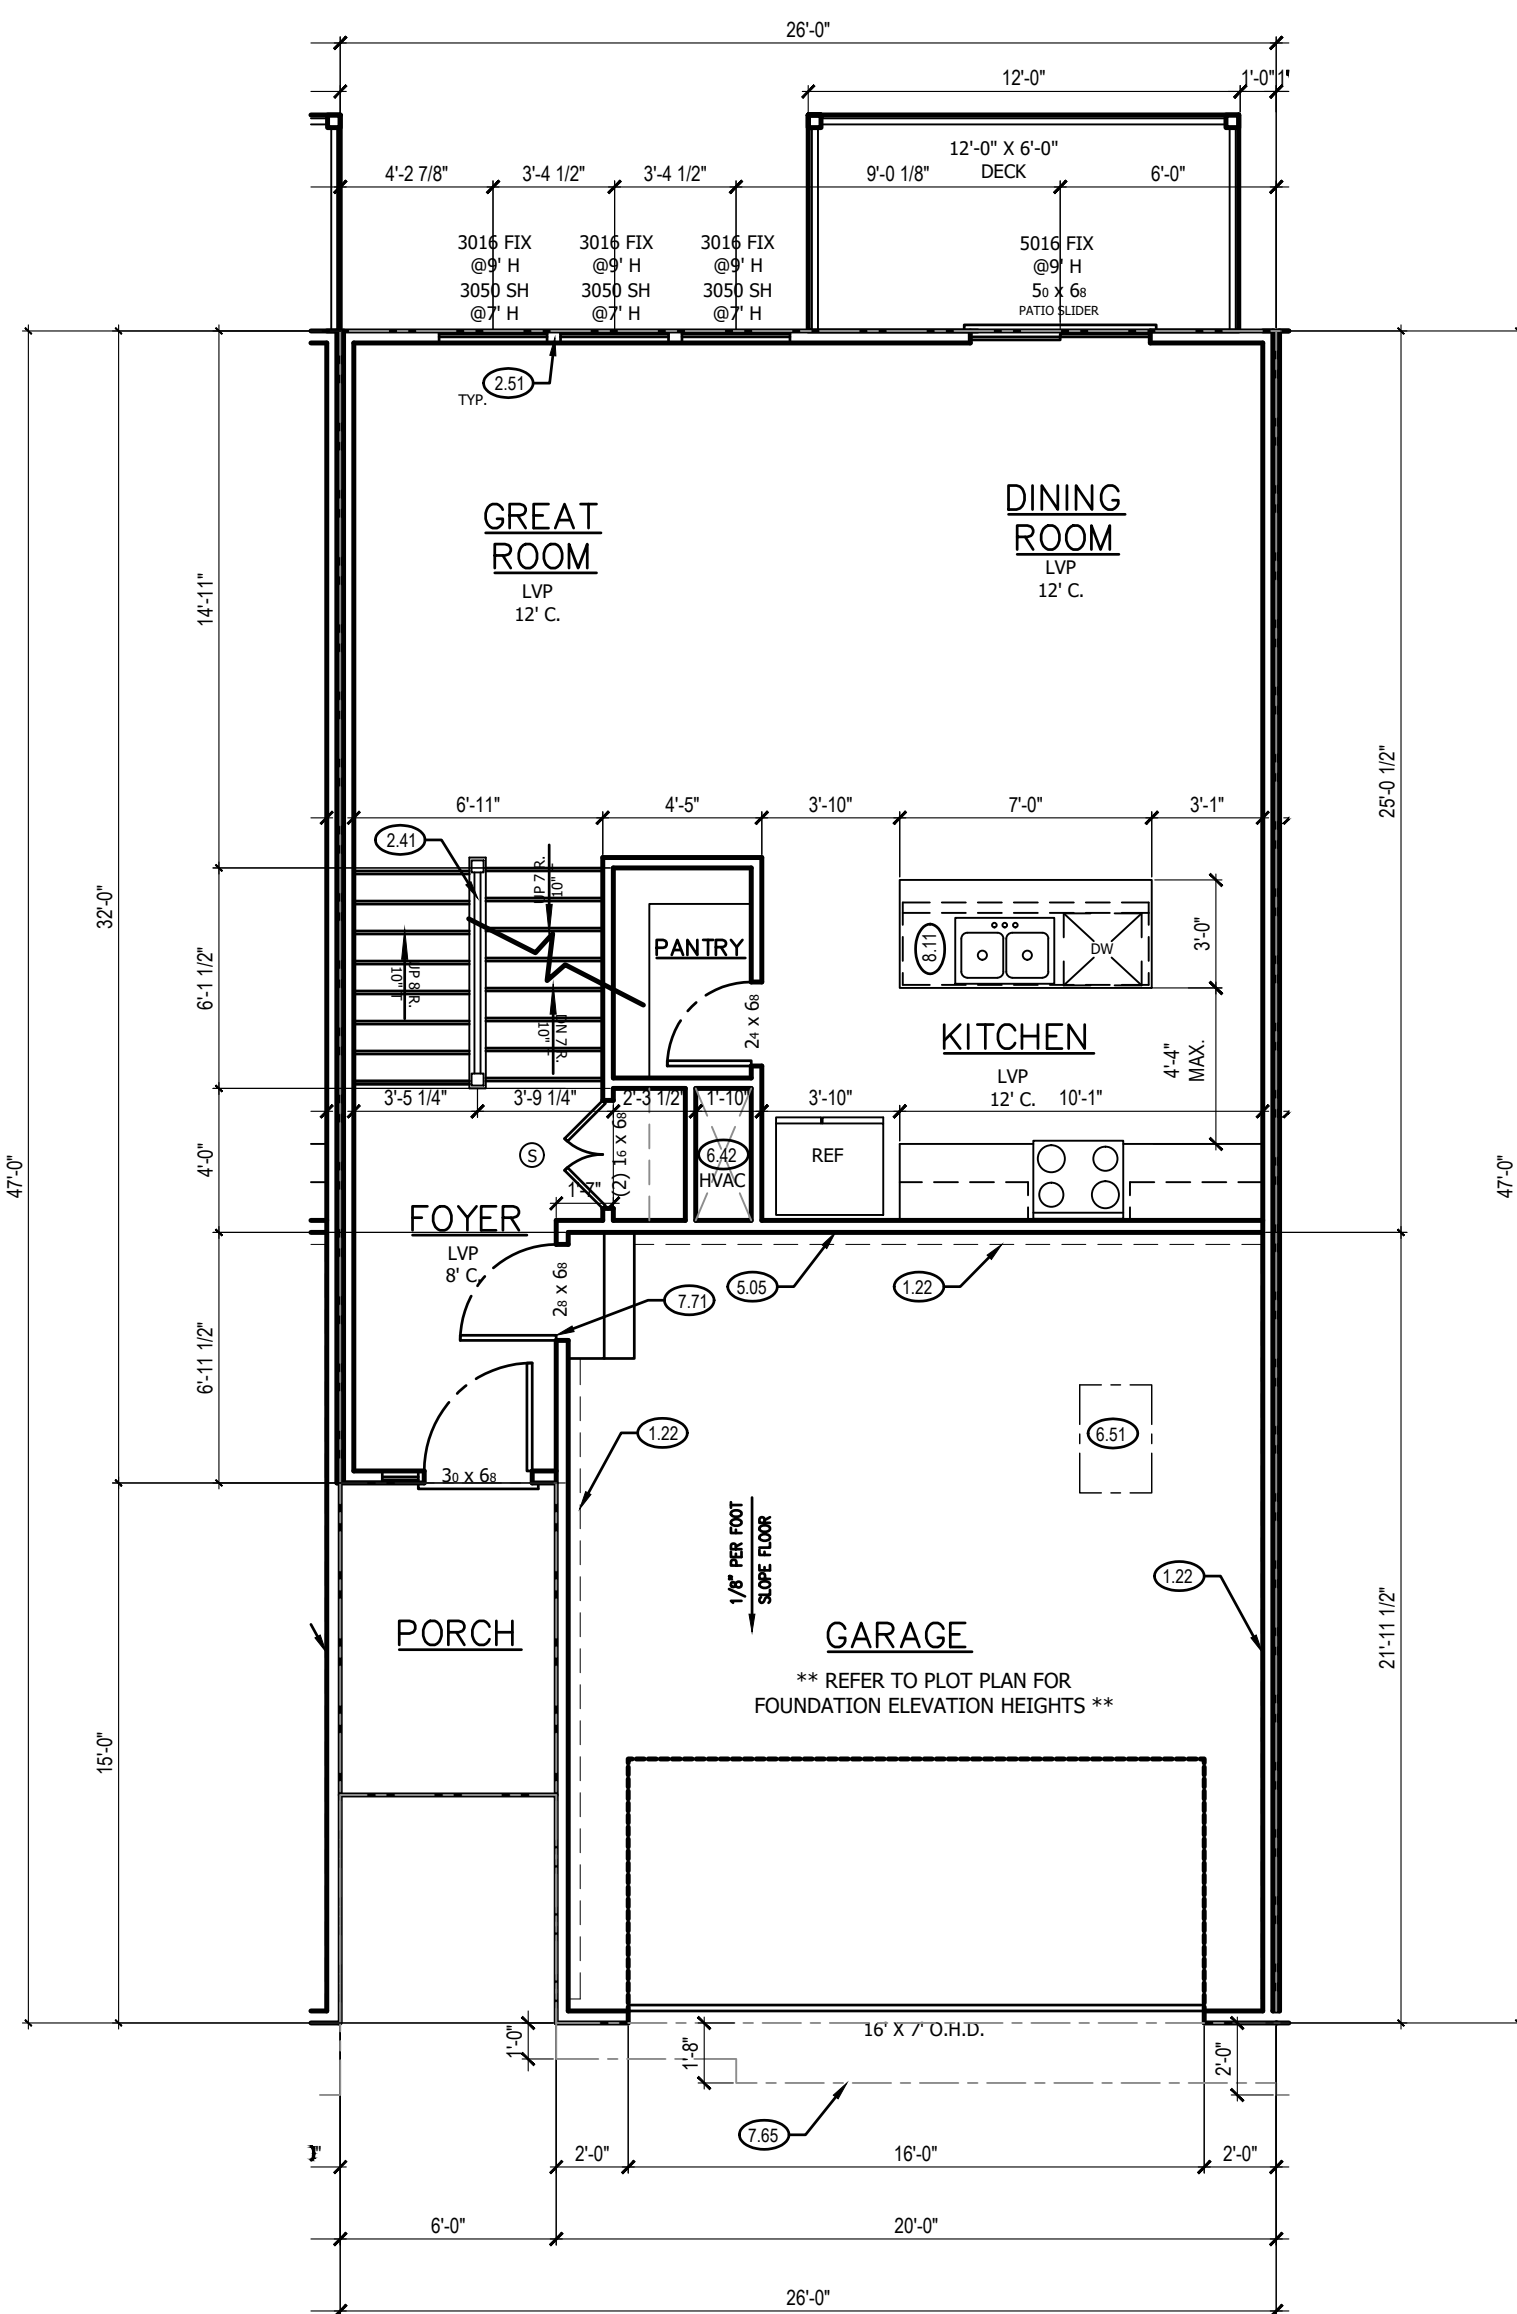 26'-0"
12'-0"
1'-0"
1'
12'-0" X 6'-0"
DECK
4'-2 7/8"
3'-4 1/2"
3'-4 1/2"
9'-0 1/8"
6'-0"
3016 FIX
@9' H
3050 SH
@7' H
3016 FIX
@9' H
3050 SH
@7' H
3016 FIX
@9' H
3050 SH
@7' H
5016 FIX
@9' H
50 X 68
PATIO SLIDER
2.51
TYP.
GREAT
ROOM
LVP
12' C.
DINING
ROOM
LVP
12' C.
14'-11"
32'-0"
47'-0"
6'-1 1/2"
4'-0"
6'-11 1/2"
15'-0"
25'-0 1/2"
47'-0"
21'-11 1/2"
6'-11"
4'-5"
3'-10"
7'-0"
3'-1"
2.41
UP 7 R.
10"
UP 8 R.
10" T
DN 7 R.
10"
PANTRY
24 x 68
8.11
DW
3'-0"
KITCHEN
LVP
12' C.
4'-4"
MAX.
3'-5 1/4"
3'-9 1/4"
2'-3 1/2"
1'-10"
3'-10"
10'-1"
S
(2) 16 x 68
1'-7"
6.42
HVAC
REF
FOYER
LVP
8' C.
28 x 68
7.71
5.05
1.22
30 x 68
1.22
6.51
1/8" PER FOOT
SLOPE FLOOR
1.22
PORCH
GARAGE
** REFER TO PLOT PLAN FOR
FOUNDATION ELEVATION HEIGHTS **
16' X 7' O.H.D.
1'-0"
1'-8"
2'-0"
7.65
2'-0"
16'-0"
2'-0"
6'-0"
20'-0"
26'-0"